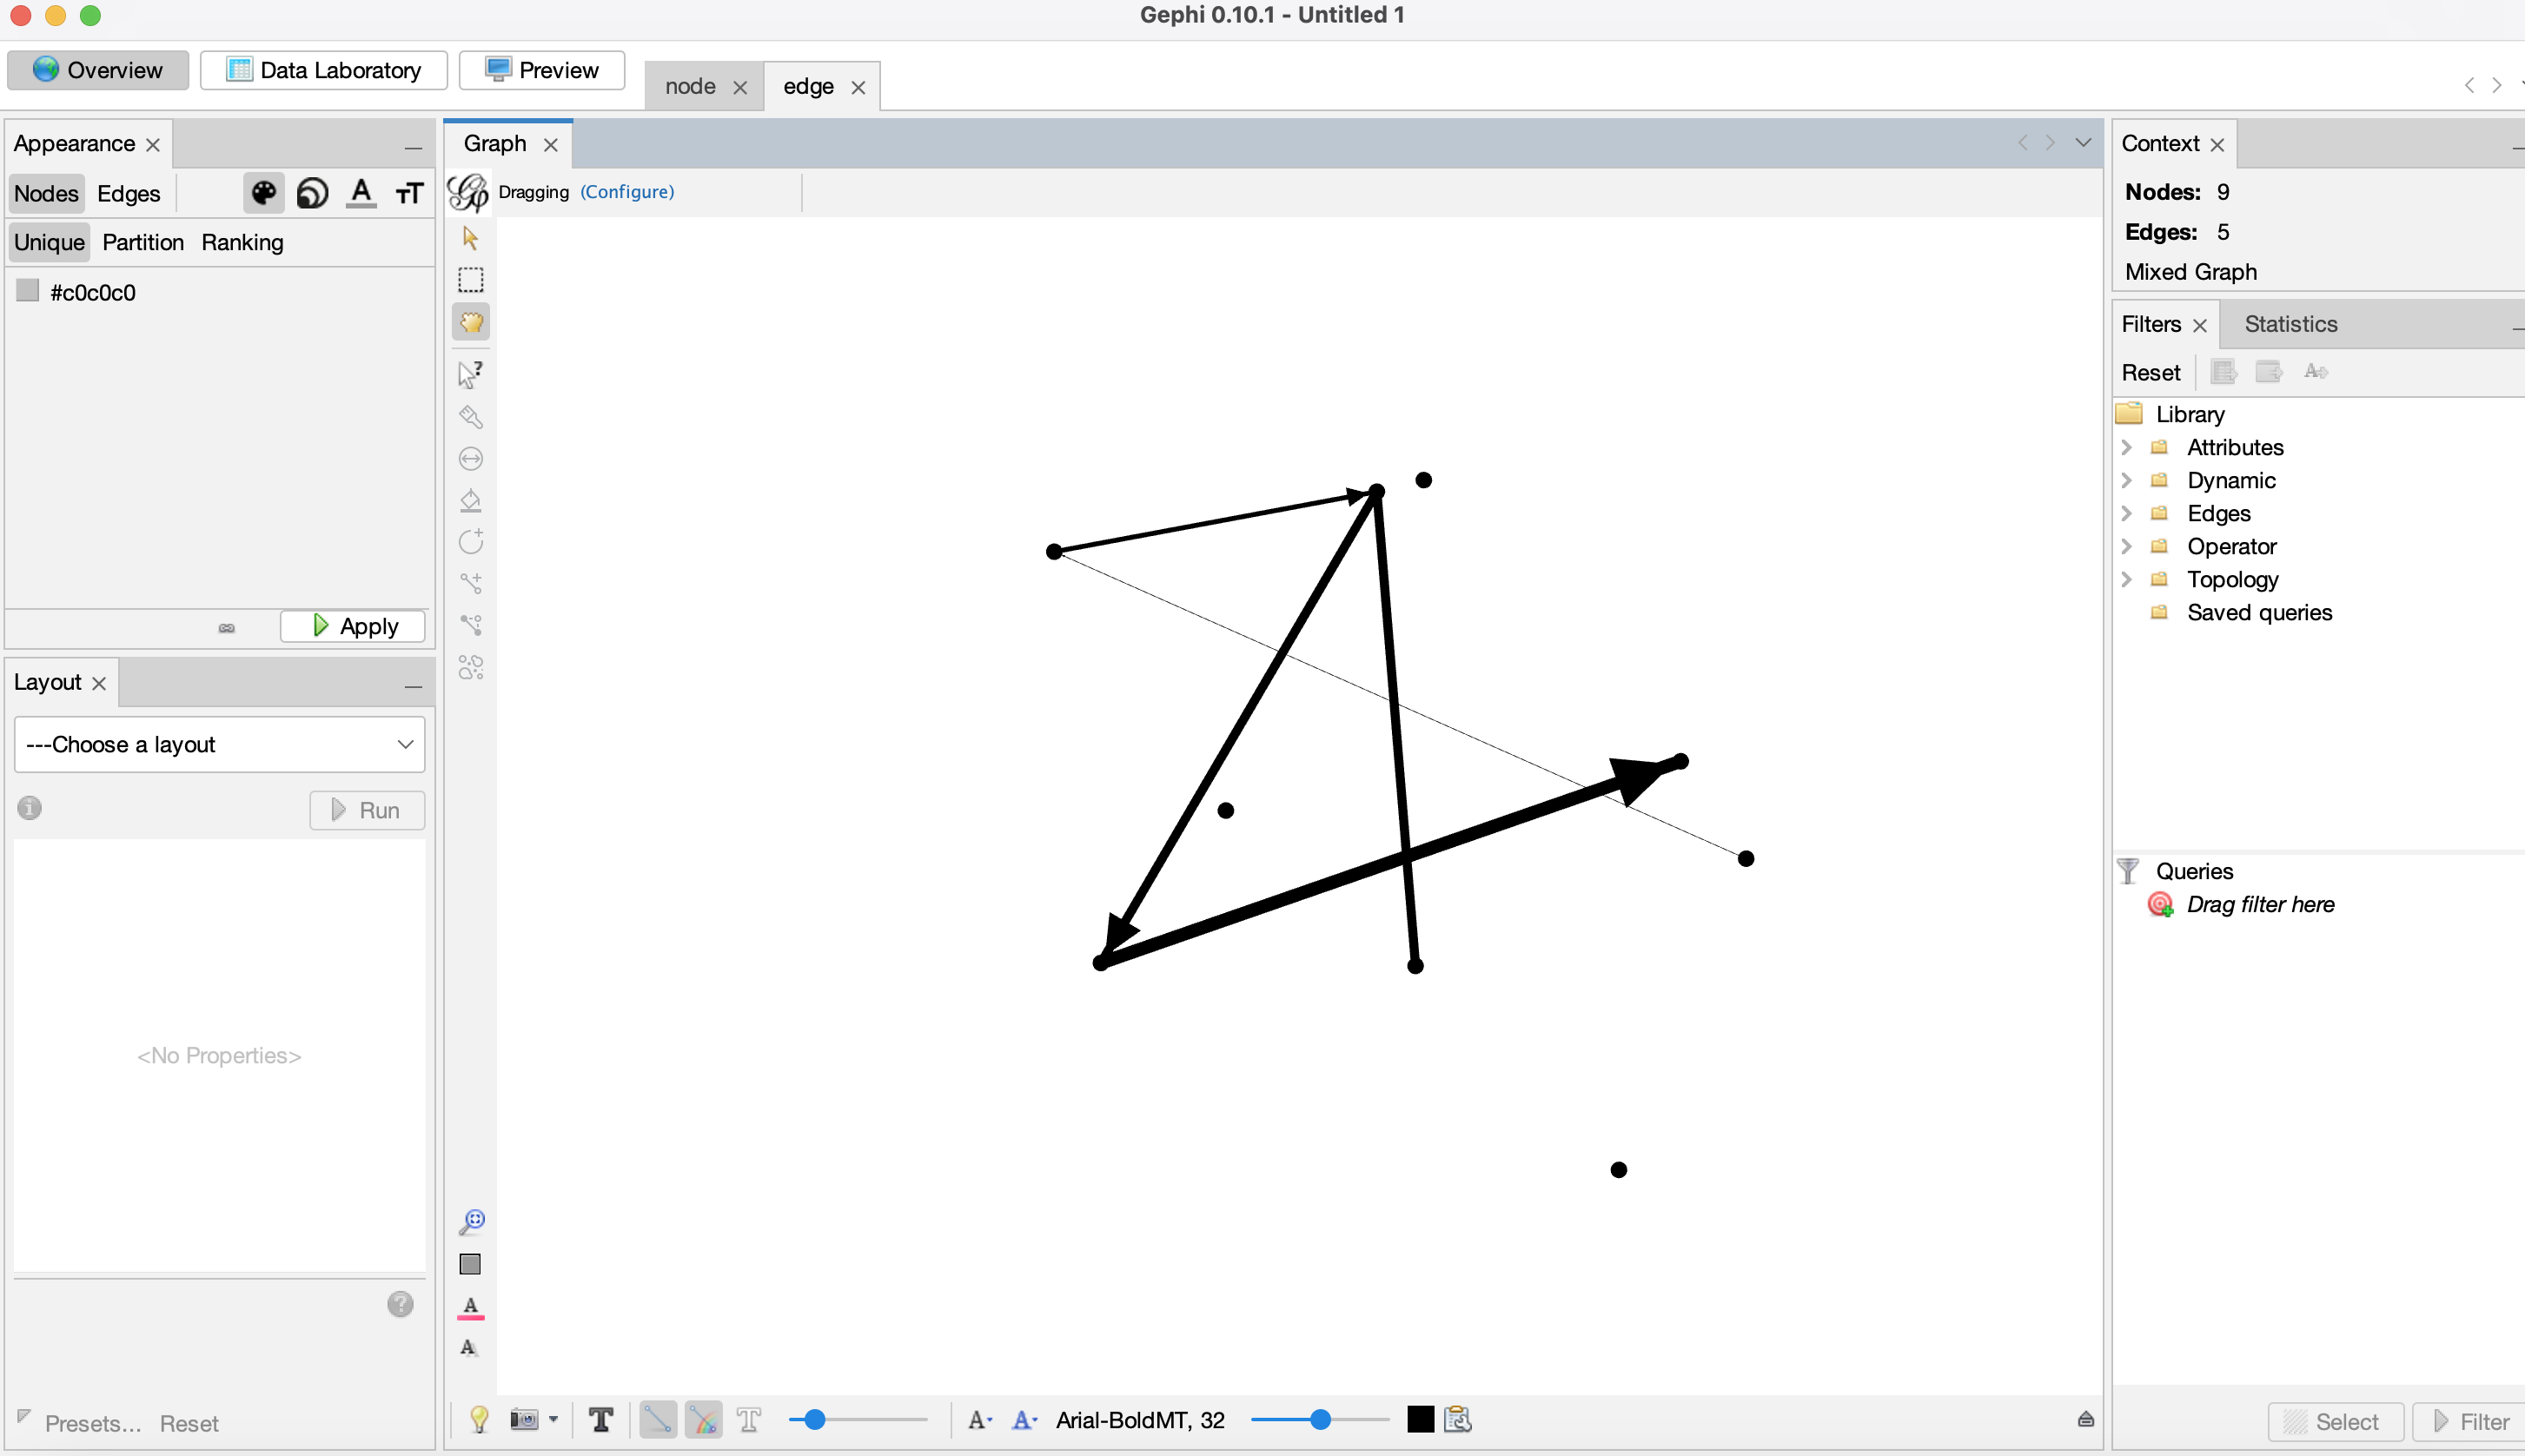 Gephi 0.10.1 - Untitled 1
Overview
Data Laboratory
Preview
node
edge
Appearance
Nodes
Edges
A
TT
Unique
Partition
Ranking
#c0c0c0
Apply
Layout
---Choose a layout
Run
<No Properties>
Presets...
Reset
Graph
Dragging (Configure)
A
A
T
T
A
A
Arial-BoldMT, 32
Context
Nodes: 9
Edges: 5
Mixed Graph
Filters
Statistics
Reset
A
Library
Attributes
Dynamic
Edges
Operator
Topology
Saved queries
Queries
Drag filter here
Select
Filter